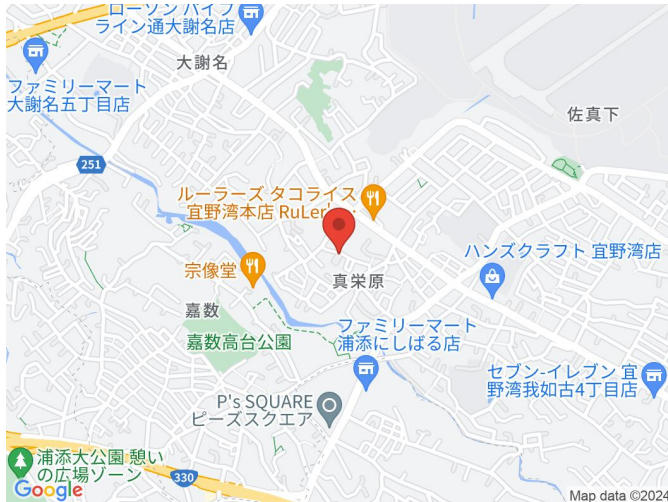 ローソン パイプ
ライン通大謝名店
大謝名
ファミリーマート
大謝名五丁目店
佐真下
251
ルーラーズ タコライス
宜野湾本店 RuLer'
ハンズクラフト 宜野湾店
宗像堂
真栄原
嘉数
嘉数高台公園
ファミリーマート
浦添にしばる店
セブン-イレブン 宜
野湾我如古4丁目店
P's SQUARE
ピーズスクエア
浦添大公園 憩い
の広場ゾーン
330
Google
Map data ©2024